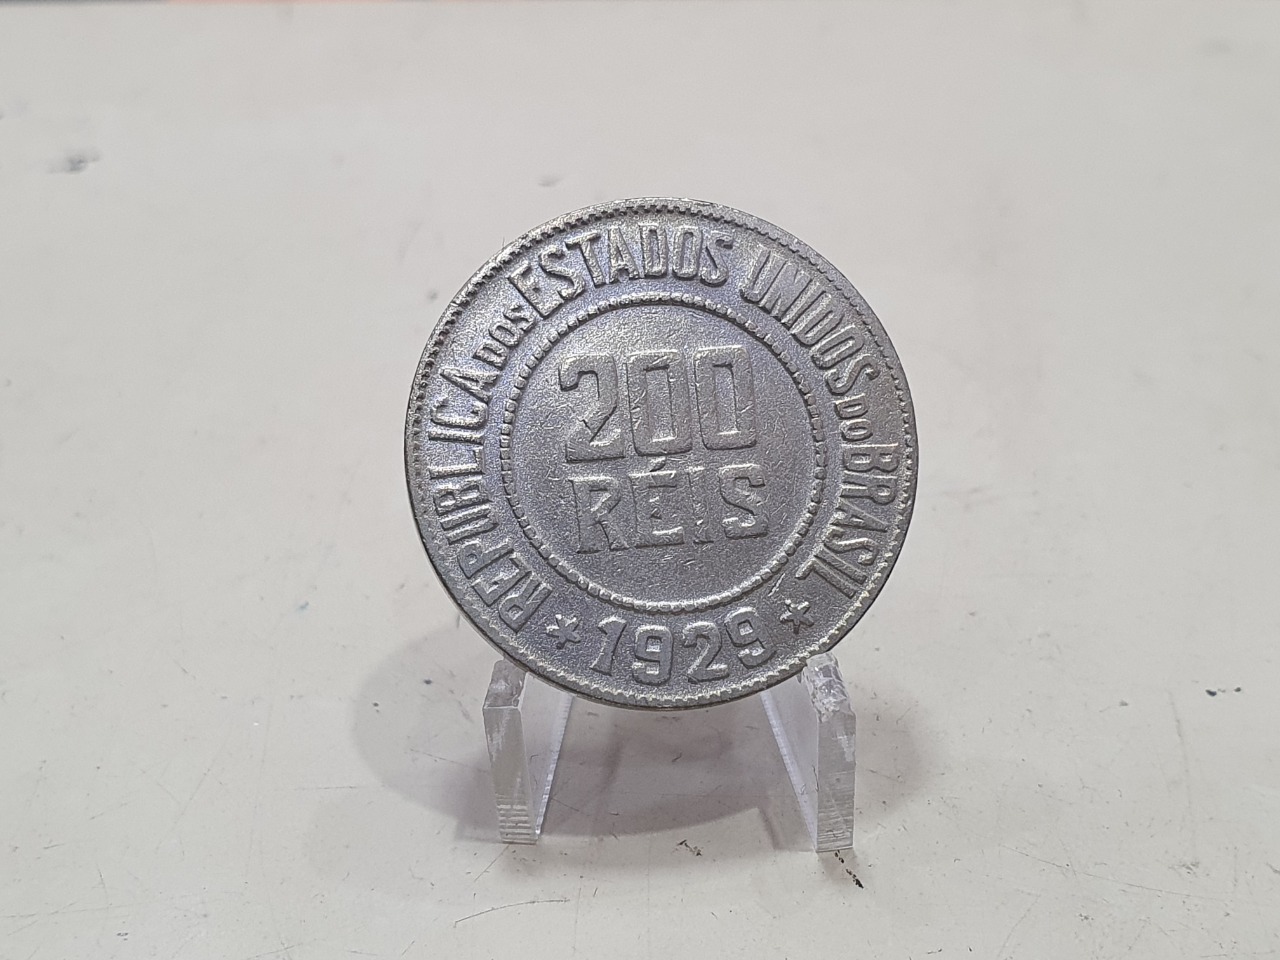 REPUBLICA DOS ESTADOS UNIDOS DO BRASIL
200
RÉIS
* 1929 *